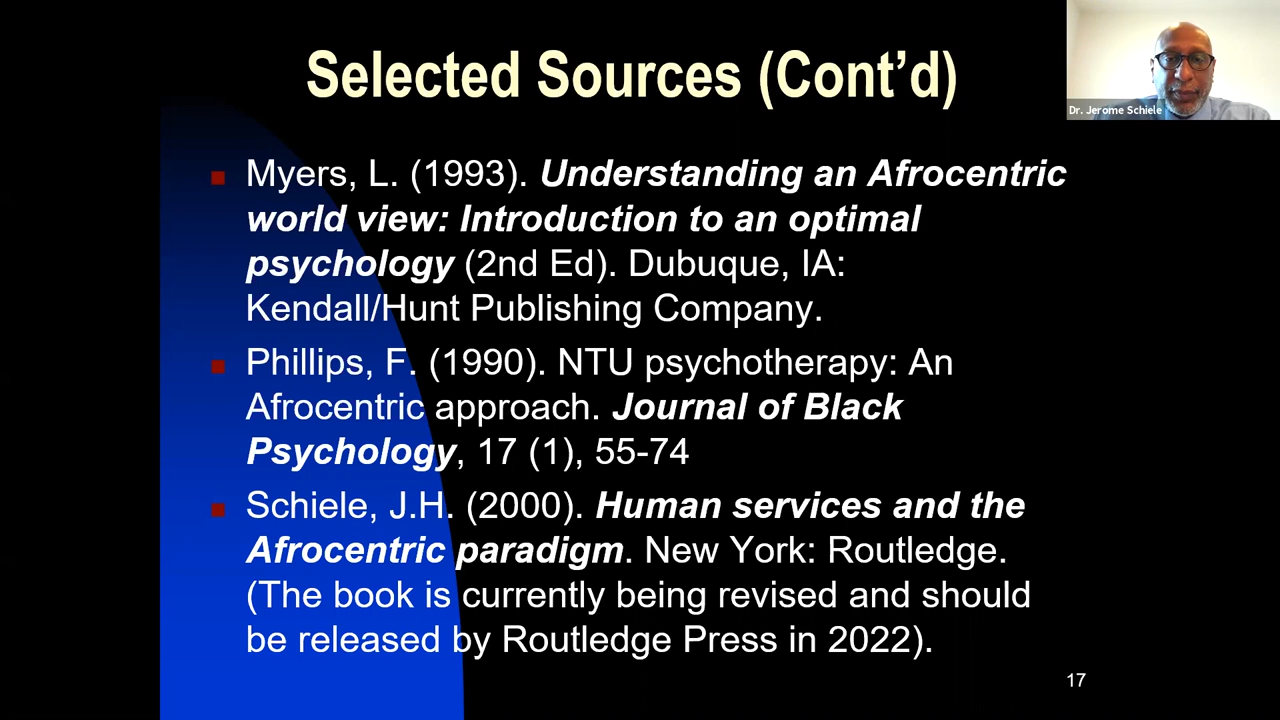 Selected Sources (Cont’d)
Dr. Jerome Schiele
Myers, L. (1993). Understanding an Afrocentric
world view: Introduction to an optimal
psychology (2nd Ed). Dubuque, IA:
Kendall/Hunt Publishing Company.
Phillips, F. (1990). NTU psychotherapy: An
Afrocentric approach. Journal of Black
Psychology, 17 (1), 55-74
Schiele, J.H. (2000). Human services and the
Afrocentric paradigm. New York: Routledge.
(The book is currently being revised and should
be released by Routledge Press in 2022).
17